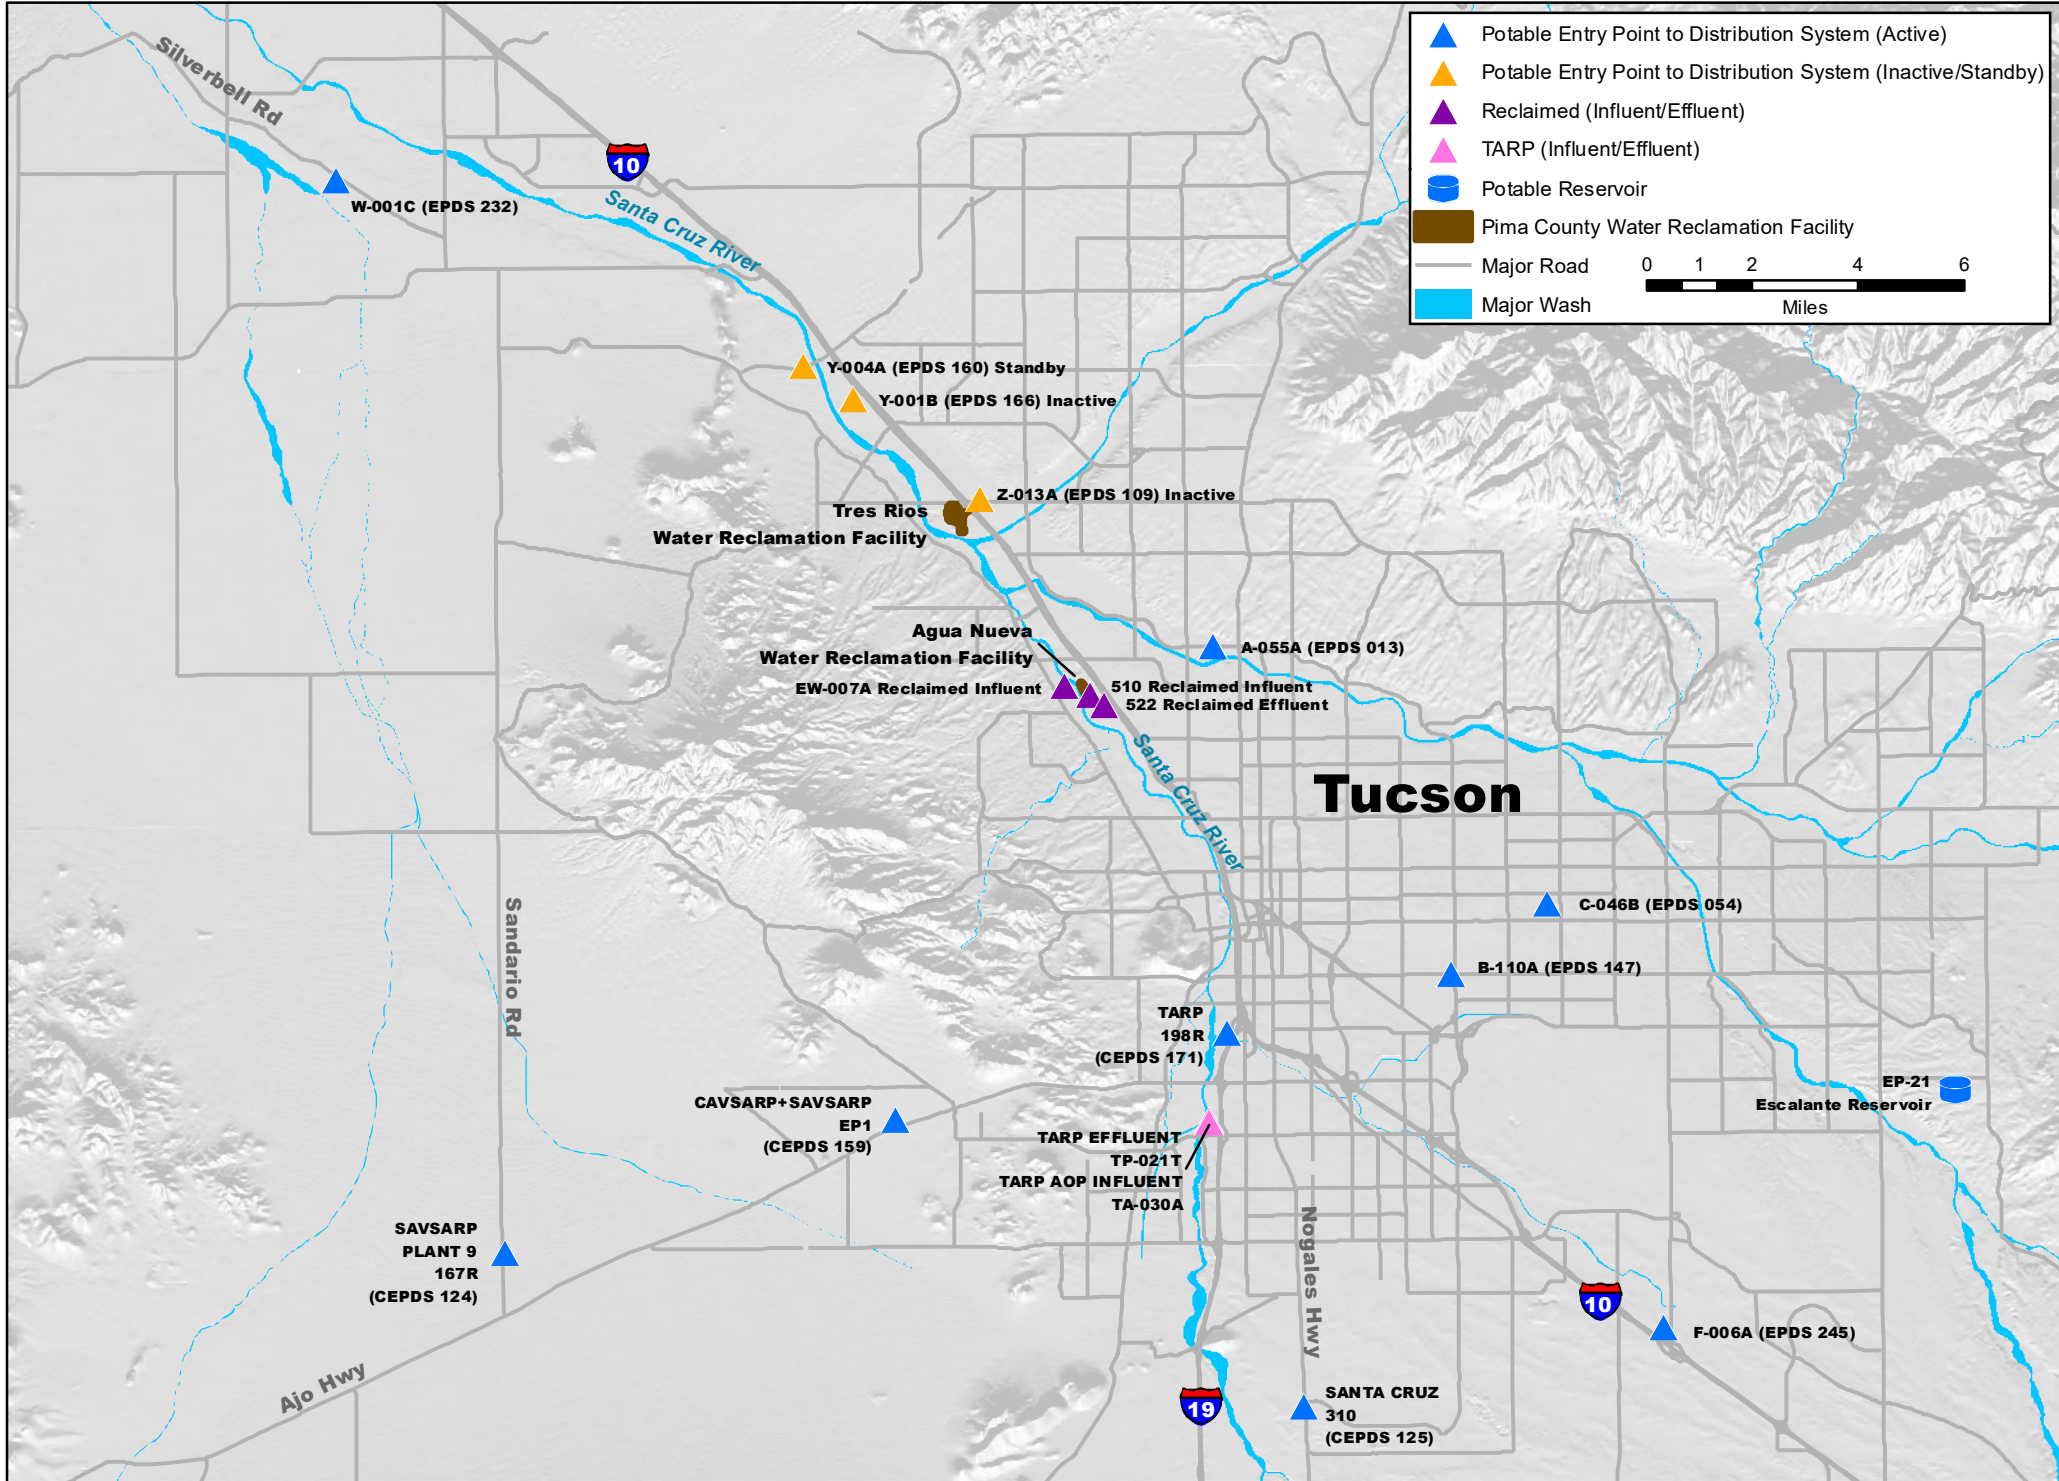 Potable Entry Point to Distribution System (Active)
Potable Entry Point to Distribution System (Inactive/Standby)
Reclaimed (Influent/Effluent)
TARP (Influent/Effluent)
Potable Reservoir
Pima County Water Reclamation Facility
Major Road
0 1 2 4 6
Miles
Major Wash
Silverbell Rd
10
W-001C (EPDS 232)
Santa Cruz River
Y-004A (EPDS 160) Standby
Y-001B (EPDS 166) Inactive
Z-013A (EPDS 109) Inactive
Tres Rios
Water Reclamation Facility
Agua Nueva
Water Reclamation Facility
A-055A (EPDS 013)
EW-007A Reclaimed Influent
510 Reclaimed Influent
522 Reclaimed Effluent
Santa Cruz River
Tucson
C-046B (EPDS 054)
B-110A (EPDS 147)
Sandario Rd
TARP
198R
(CEPDS 171)
EP-21
Escalante Reservoir
CAVSARP+SAVSARP
EP1
(CEPDS 159)
TARP EFFLUENT
TP-021T
TARP AOP INFLUENT
TA-030A
SAVSARP
PLANT 9
167R
(CEPDS 124)
Nogales Hwy
10
F-006A (EPDS 245)
Ajo Hwy
19
SANTA CRUZ
310
(CEPDS 125)